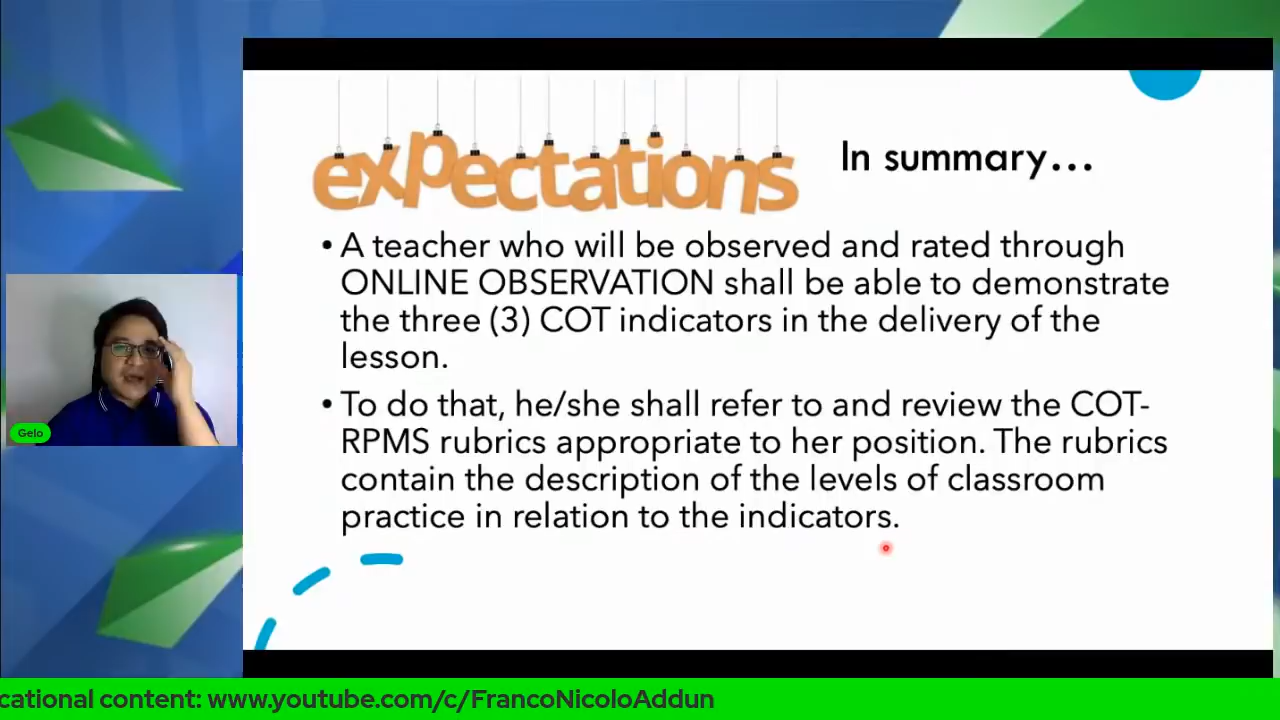 expectations
In summary...
• A teacher who will be observed and rated through
ONLINE OBSERVATION shall be able to demonstrate
the three (3) COT indicators in the delivery of the
lesson.
• To do that, he/she shall refer to and review the COT-
RPMS rubrics appropriate to her position. The rubrics
contain the description of the levels of classroom
practice in relation to the indicators.
Gelo
cational content: www.youtube.com/c/FrancoNicoloAddun